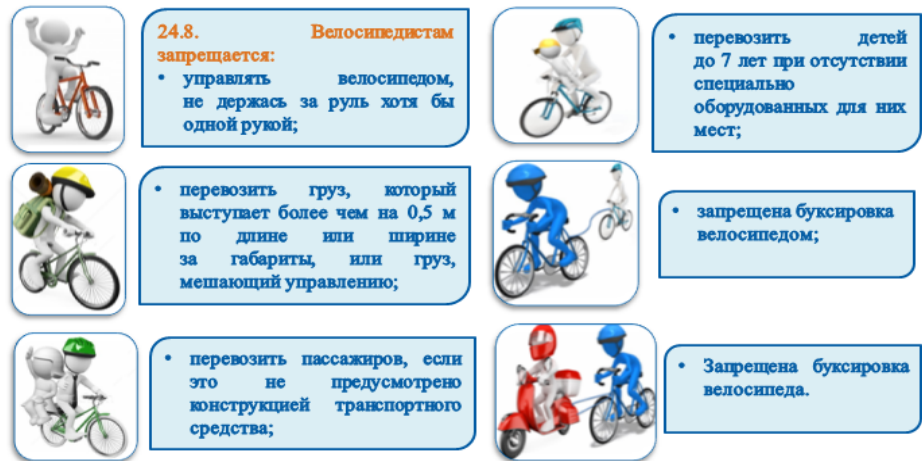 24.8. Велосипедистам
запрещается:
• управлять велосипедом,
не держась за руль хотя бы
одной рукой;
• перевозить груз, который
выступает более чем на 0,5 м
по длине или ширине
за габариты, или груз,
мешающий управлению;
• перевозить пассажиров, если
это не предусмотрено
конструкцией транспортного
средства;
• перевозить детей
до 7 лет при отсутствии
специально
оборудованных для них
мест;
• запрещена буксировка
велосипедом;
• Запрещена буксировка
велосипеда.